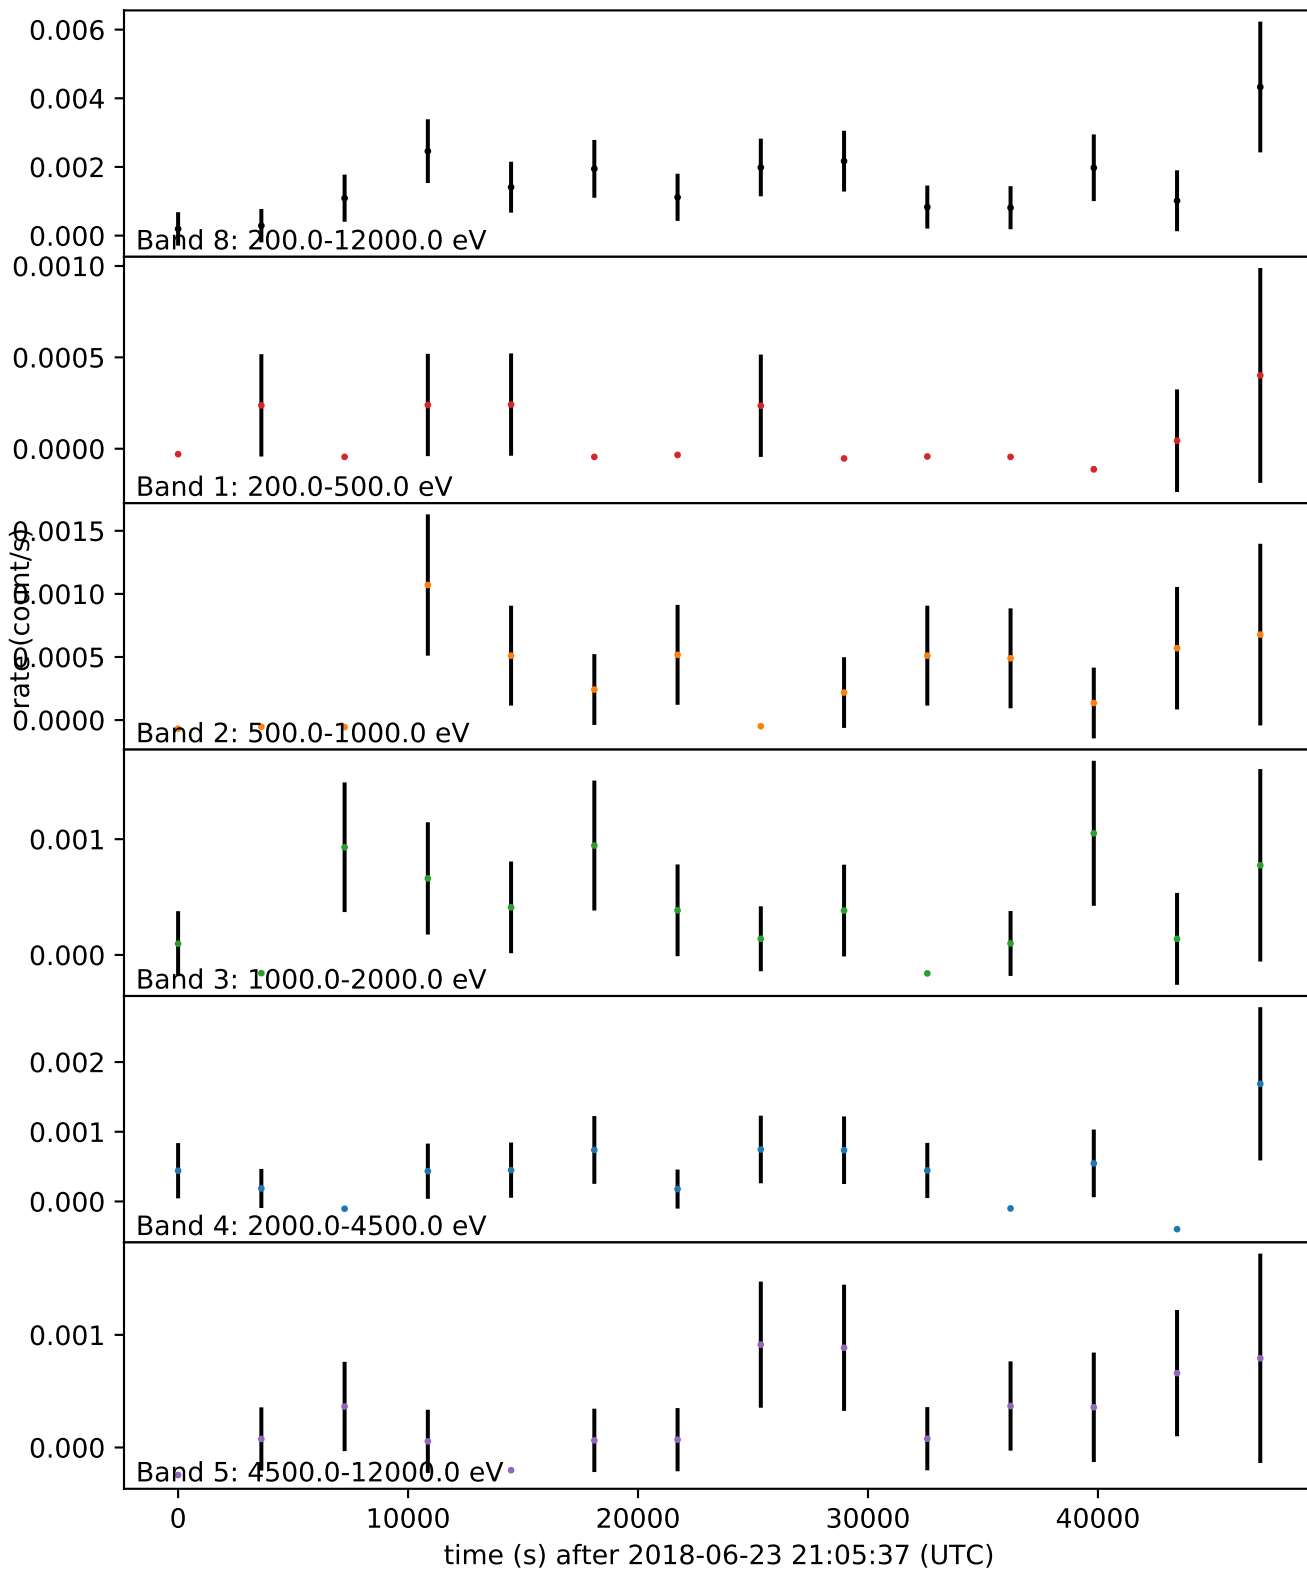 0.006
0.004
0.002
0.000
Band 8: 200.0-12000.0 eV
0.0010
0.0005
0.0000
Band 1: 200.0-500.0 eV
0.0015
0.0010
0.0005
0.0000
Band 2: 500.0-1000.0 eV
orate (count/s)
0.001
0.000
Band 3: 1000.0-2000.0 eV
0.002
0.001
0.000
Band 4: 2000.0-4500.0 eV
0.001
0.000
Band 5: 4500.0-12000.0 eV
0 10000 20000 30000 40000
time (s) after 2018-06-23 21:05:37 (UTC)